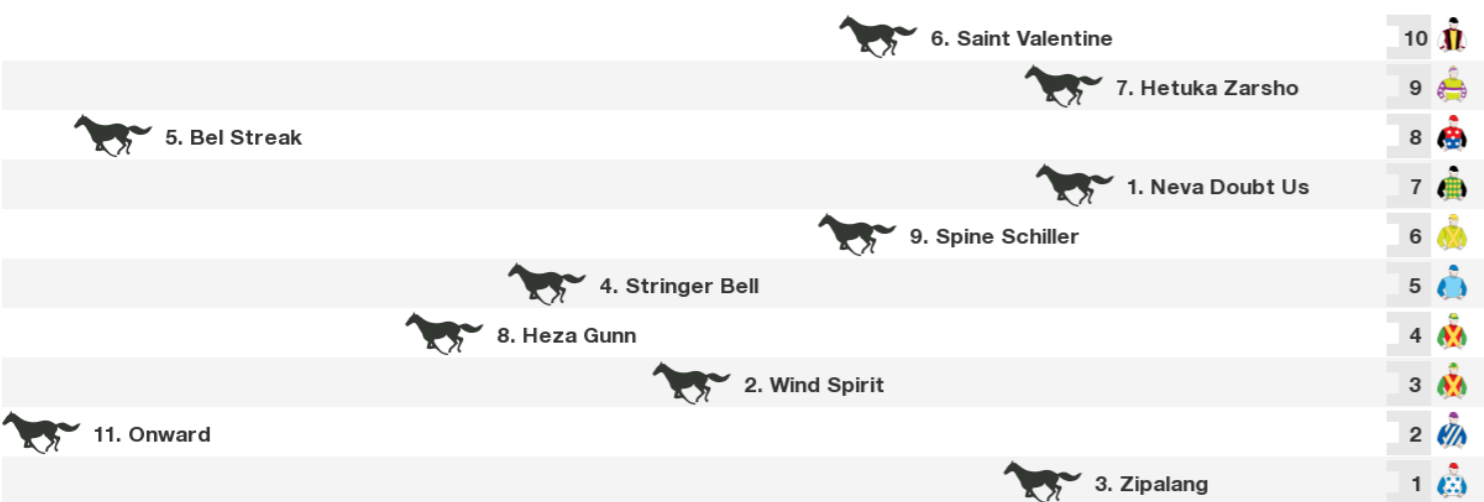 6. Saint Valentine 10
7. Hetuka Zarsho 9
5. Bel Streak 8
1. Neva Doubt Us 7
9. Spine Schiller 6
4. Stringer Bell 5
8. Heza Gunn 4
2. Wind Spirit 3
11. Onward 2
3. Zipalang 1